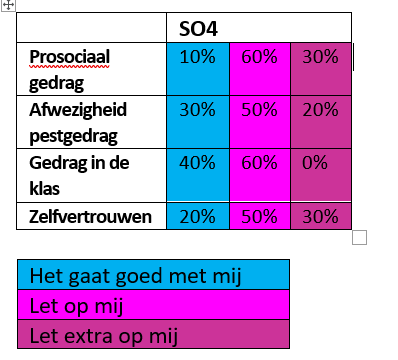 SO4
Prosociaal 10% 60% 30%
gedrag
Afwezigheid 30% 50% 20%
pestgedrag
Gedrag in de 40% 60% 0%
klas
Zelfvertrouwen 20% 50% 30%
Het gaat goed met mij
Let op mij
Let extra op mij